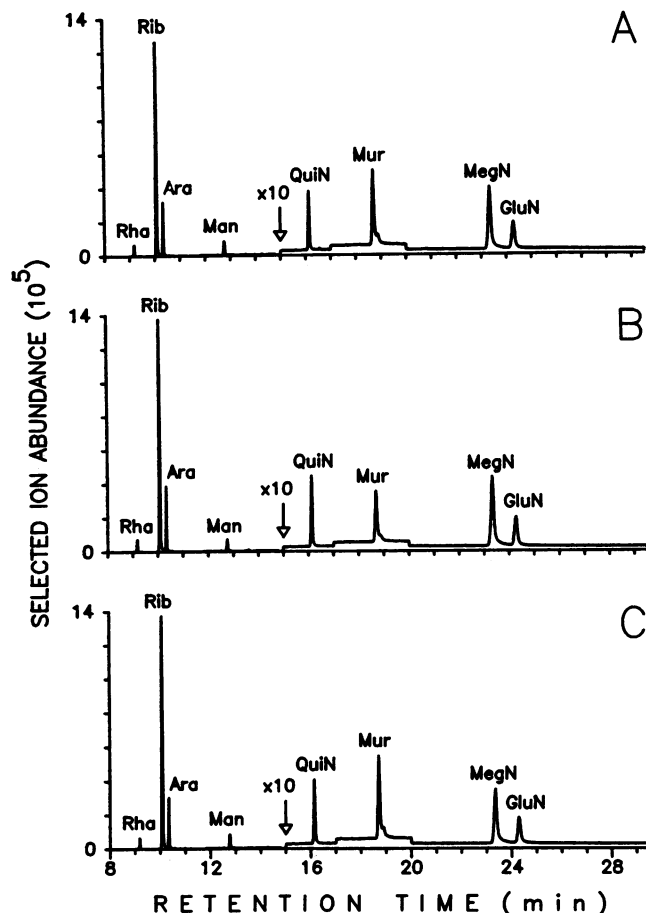 SELECTED ION ABUNDANCE (10⁵)
A
14
0
Rib
Ara
Rha
Man
x10
QuiN
Mur
MegN
GluN
B
14
0
Rib
Ara
Rha
Man
x10
QuiN
Mur
MegN
GluN
C
14
0
Rib
Ara
Rha
Man
x10
QuiN
Mur
MegN
GluN
8 12 16 20 24 28
RETENTION TIME (min)